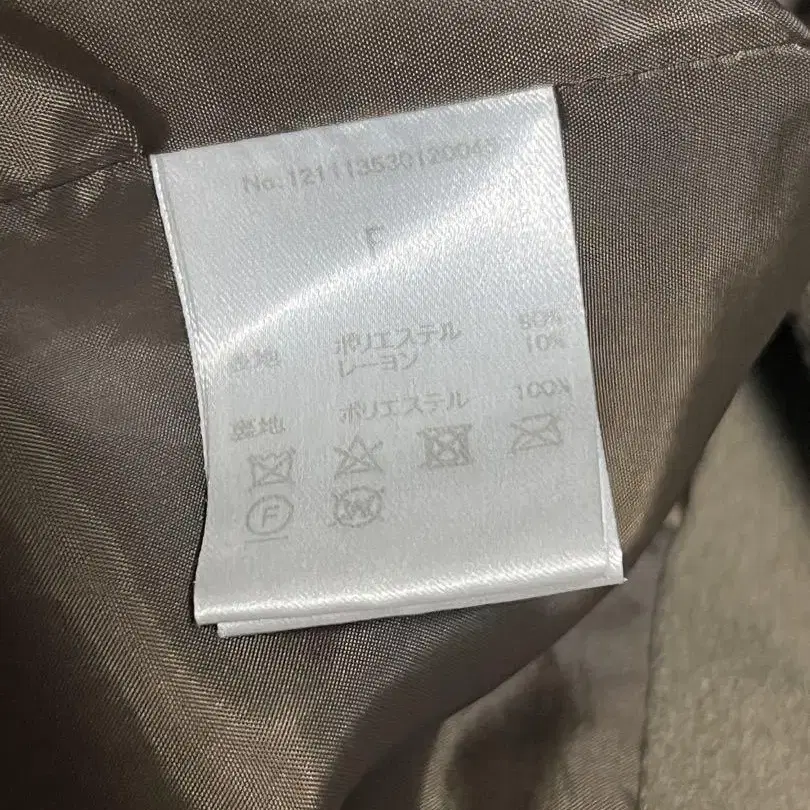 No.121113530120045
F
表地 ポリエステル 90%
レーヨン 10%
裏地 ポリエステル 100%
F
W